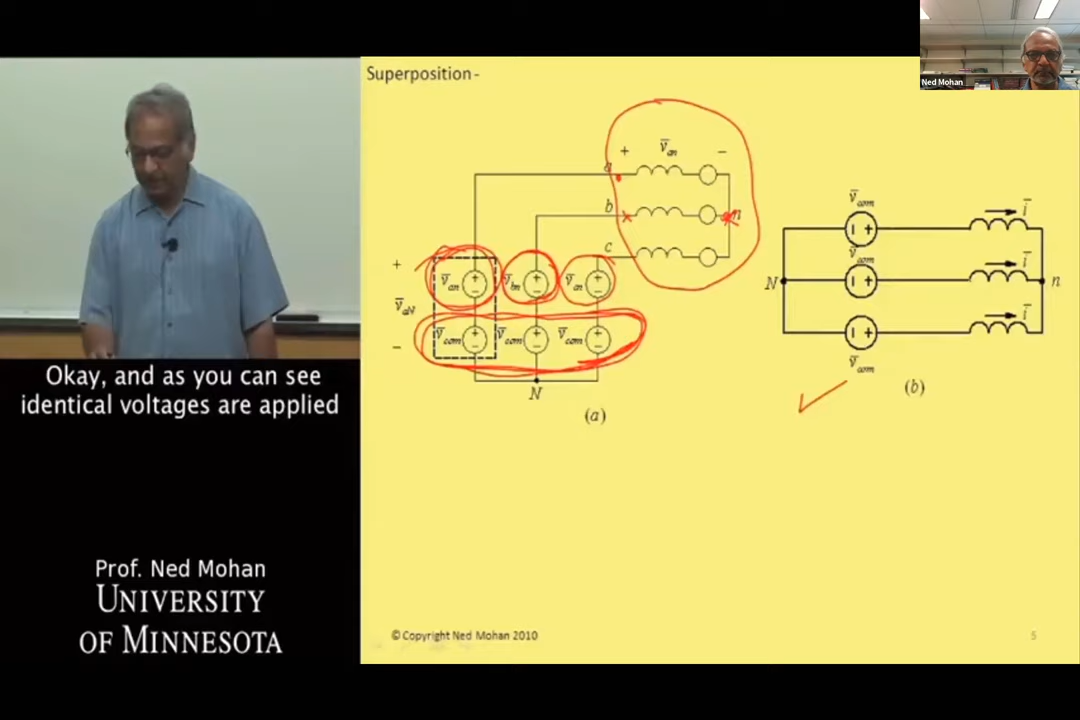 Ned Mohan
Superposition-
+ v̄an −
a
b
n
c
+
v̄an v̄bn v̄cn
v̄aN
−
v̄com v̄com v̄com
N
(a)
v̄com
ī
v̄com
ī
N
n
ī
v̄com
(b)
Okay, and as you can see
identical voltages are applied
Prof. Ned Mohan
UNIVERSITY
OF MINNESOTA
© Copyright Ned Mohan 2010
5